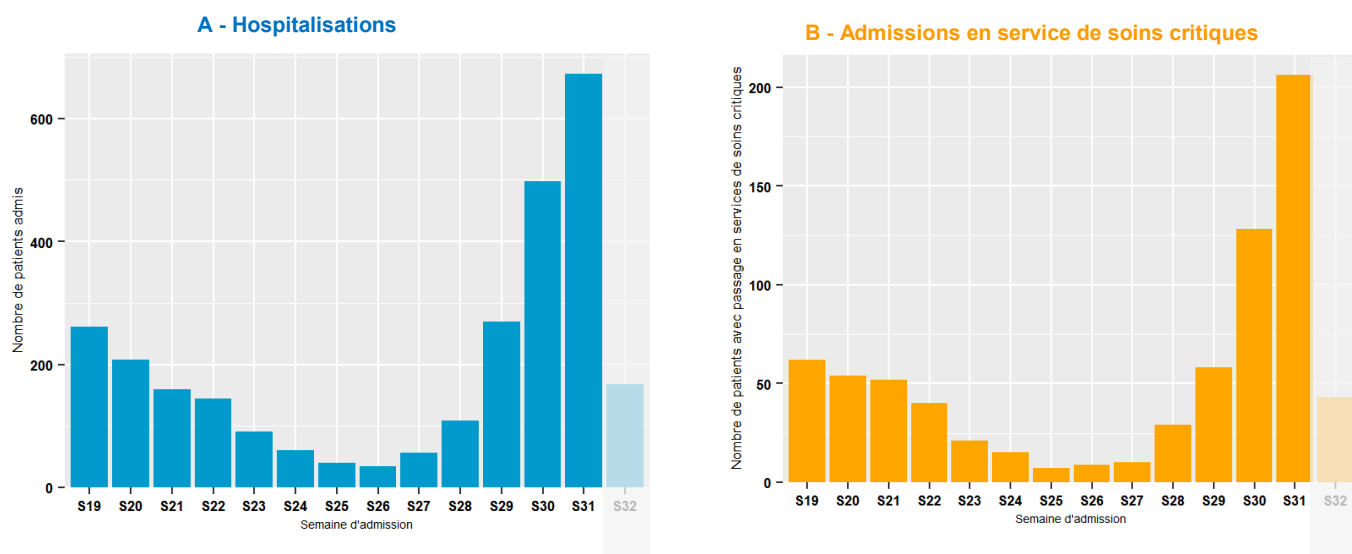 A - Hospitalisations
Nombre de patients admis
600
400
200
0
S19 S20 S21 S22 S23 S24 S25 S26 S27 S28 S29 S30 S31 S32
Semaine d'admission
B - Admissions en service de soins critiques
Nombre de patients avec passage en services de soins critiques
200
150
100
50
0
S19 S20 S21 S22 S23 S24 S25 S26 S27 S28 S29 S30 S31 S32
Semaine d'admission